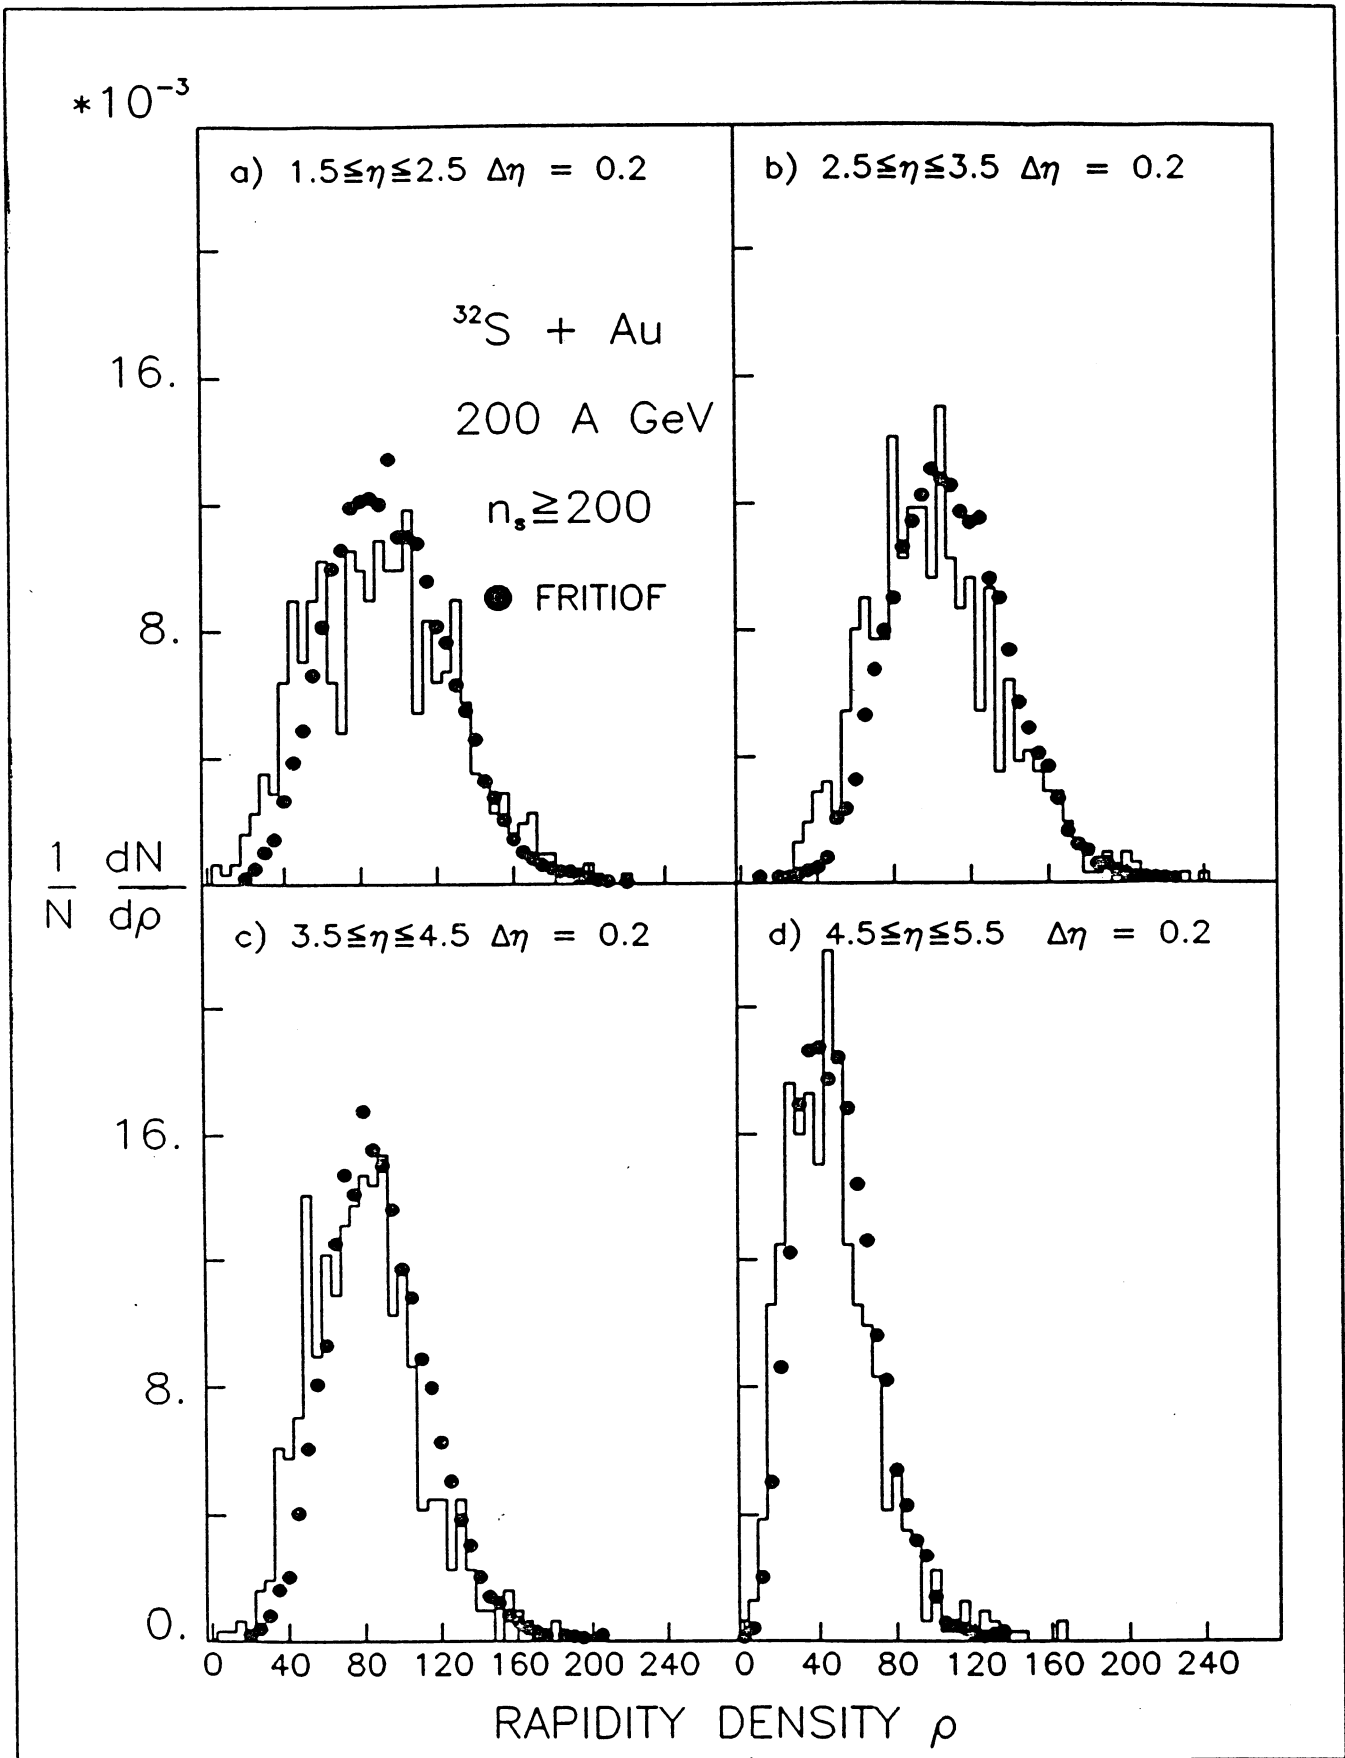 *10⁻³
a) 1.5≦η≦2.5 Δη = 0.2
b) 2.5≦η≦3.5 Δη = 0.2
³²S + Au
16.
200 A GeV
nₛ≧200
● FRITIOF
8.
1/N dN/dρ
c) 3.5≦η≦4.5 Δη = 0.2
d) 4.5≦η≦5.5 Δη = 0.2
16.
8.
0.
0 40 80 120 160 200 240
0 40 80 120 160 200 240
RAPIDITY DENSITY ρ